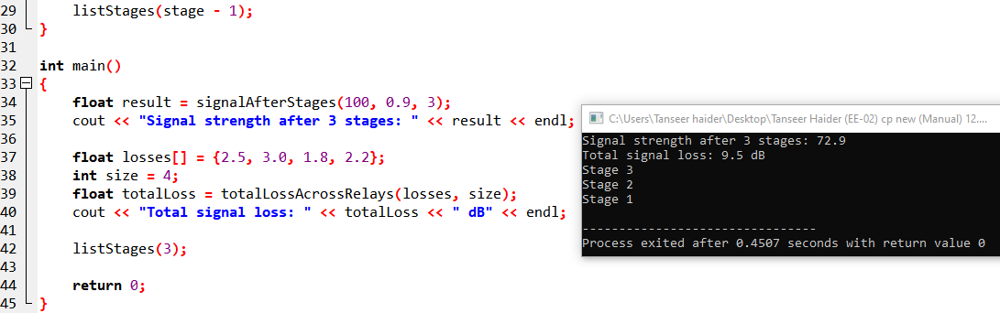 29 listStages(stage - 1);
30 }
31
32 int main()
33 {
34 float result = signalAfterStages(100, 0.9, 3);
35 cout << "Signal strength after 3 stages: " << result << endl;
36
37 float losses[] = {2.5, 3.0, 1.8, 2.2};
38 int size = 4;
39 float totalLoss = totalLossAcrossRelays(losses, size);
40 cout << "Total signal loss: " << totalLoss << " dB" << endl;
41
42 listStages(3);
43
44 return 0;
45 }
C:\Users\Tanseer haider\Desktop\Tanseer Haider (EE-02) cp new (Manual) 12....
Signal strength after 3 stages: 72.9
Total signal loss: 9.5 dB
Stage 3
Stage 2
Stage 1
--------------------------------
Process exited after 0.4507 seconds with return value 0